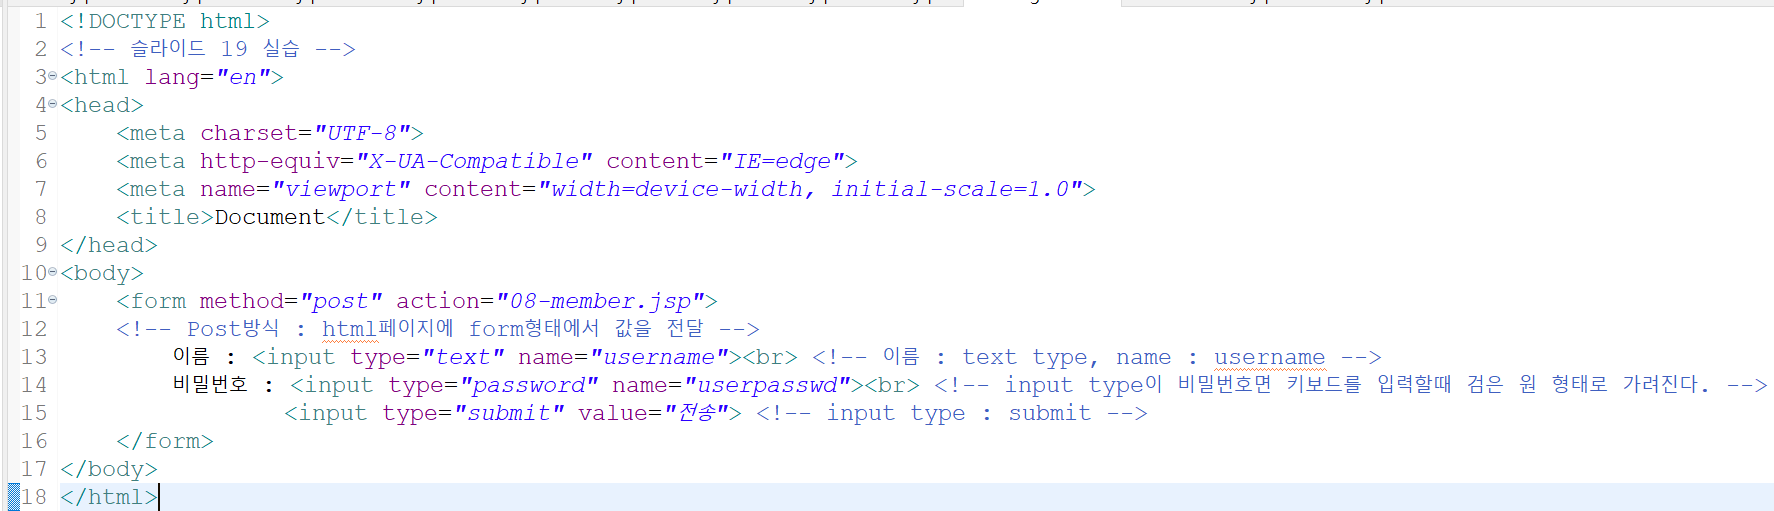 1 <!DOCTYPE html>
2 <!-- 슬라이드 19 실습 -->
3 <html lang="en">
4 <head>
5     <meta charset="UTF-8">
6     <meta http-equiv="X-UA-Compatible" content="IE=edge">
7     <meta name="viewport" content="width=device-width, initial-scale=1.0">
8     <title>Document</title>
9 </head>
10 <body>
11     <form method="post" action="08-member.jsp">
12     <!-- Post방식 : html페이지에 form형태에서 값을 전달 -->
13         이름 : <input type="text" name="username"><br> <!-- 이름 : text type, name : username -->
14         비밀번호 : <input type="password" name="userpasswd"><br> <!-- input type이 비밀번호면 키보드를 입력할때 검은 원 형태로 가려진다. -->
15                 <input type="submit" value="전송"> <!-- input type : submit -->
16     </form>
17 </body>
18 </html>